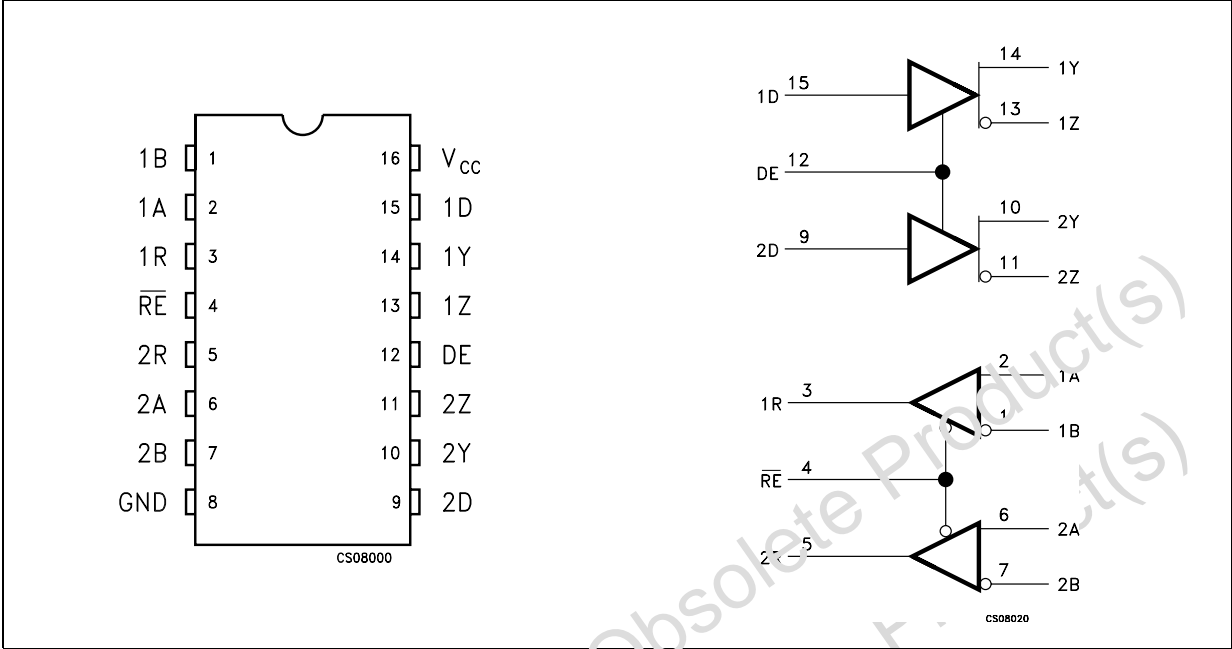 1B 1 16 VCC
1A 2 15 1D
1R 3 14 1Y
R̅E̅ 4 13 1Z
2R 5 12 DE
2A 6 11 2Z
2B 7 10 2Y
GND 8 9 2D
CS08000
14 1Y
1D 15
13 1Z
DE 12
10 2Y
2D 9
11 2Z
2 1A
1R 3
1 1B
R̅E̅ 4
6 2A
2R 5
7 2B
CS08020
Obsolete Product(s)